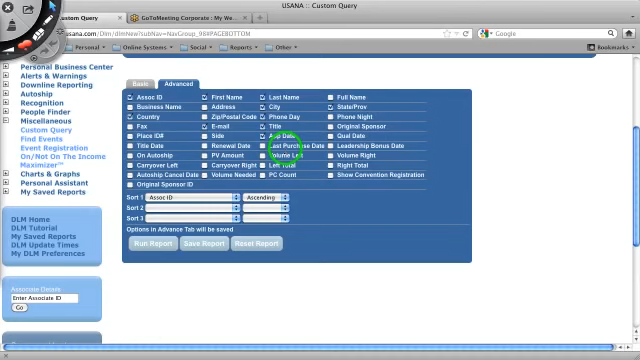 USANA - Custom Query
Custom Query
GoToMeeting Corporate : My We...
usana.com/Dlm/dlmNew?sub=NavGroup_98#PAGEBOTTOM
Google
Personal
Online Systems
Social
Reports
Other
Bookmarks
Personal Business Center
Alerts & Warnings
Downline Reporting
Autoship
Recognition
People Finder
Miscellaneous
Custom Query
Find Events
Event Registration
On/Not On The Income Maximizer™
Charts & Graphs
Personal Assistant
My Saved Reports
DLM Home
DLM Tutorial
My Saved Reports
DLM Update Times
My DLM Preferences
Associate Details
Enter Associate ID
Go
Basic Advanced
Assoc ID First Name Last Name Full Name
Business Name Address City State/Prov
Country Zip/Postal Code Phone Day Phone Night
Fax E-mail Title Original Sponsor
Place ID# Side App Date Qual Date
Title Date Renewal Date Last Purchase Date Leadership Bonus Date
On Autoship PV Amount Volume Left Volume Right
Carryover Left Carryover Right Left Total Right Total
Autoship Cancel Date Volume Needed PC Count Show Convention Registration
Original Sponsor ID
Sort 1 Assoc ID Ascending
Sort 2
Sort 3
Options in Advance Tab will be saved
Run Report Save Report Reset Report